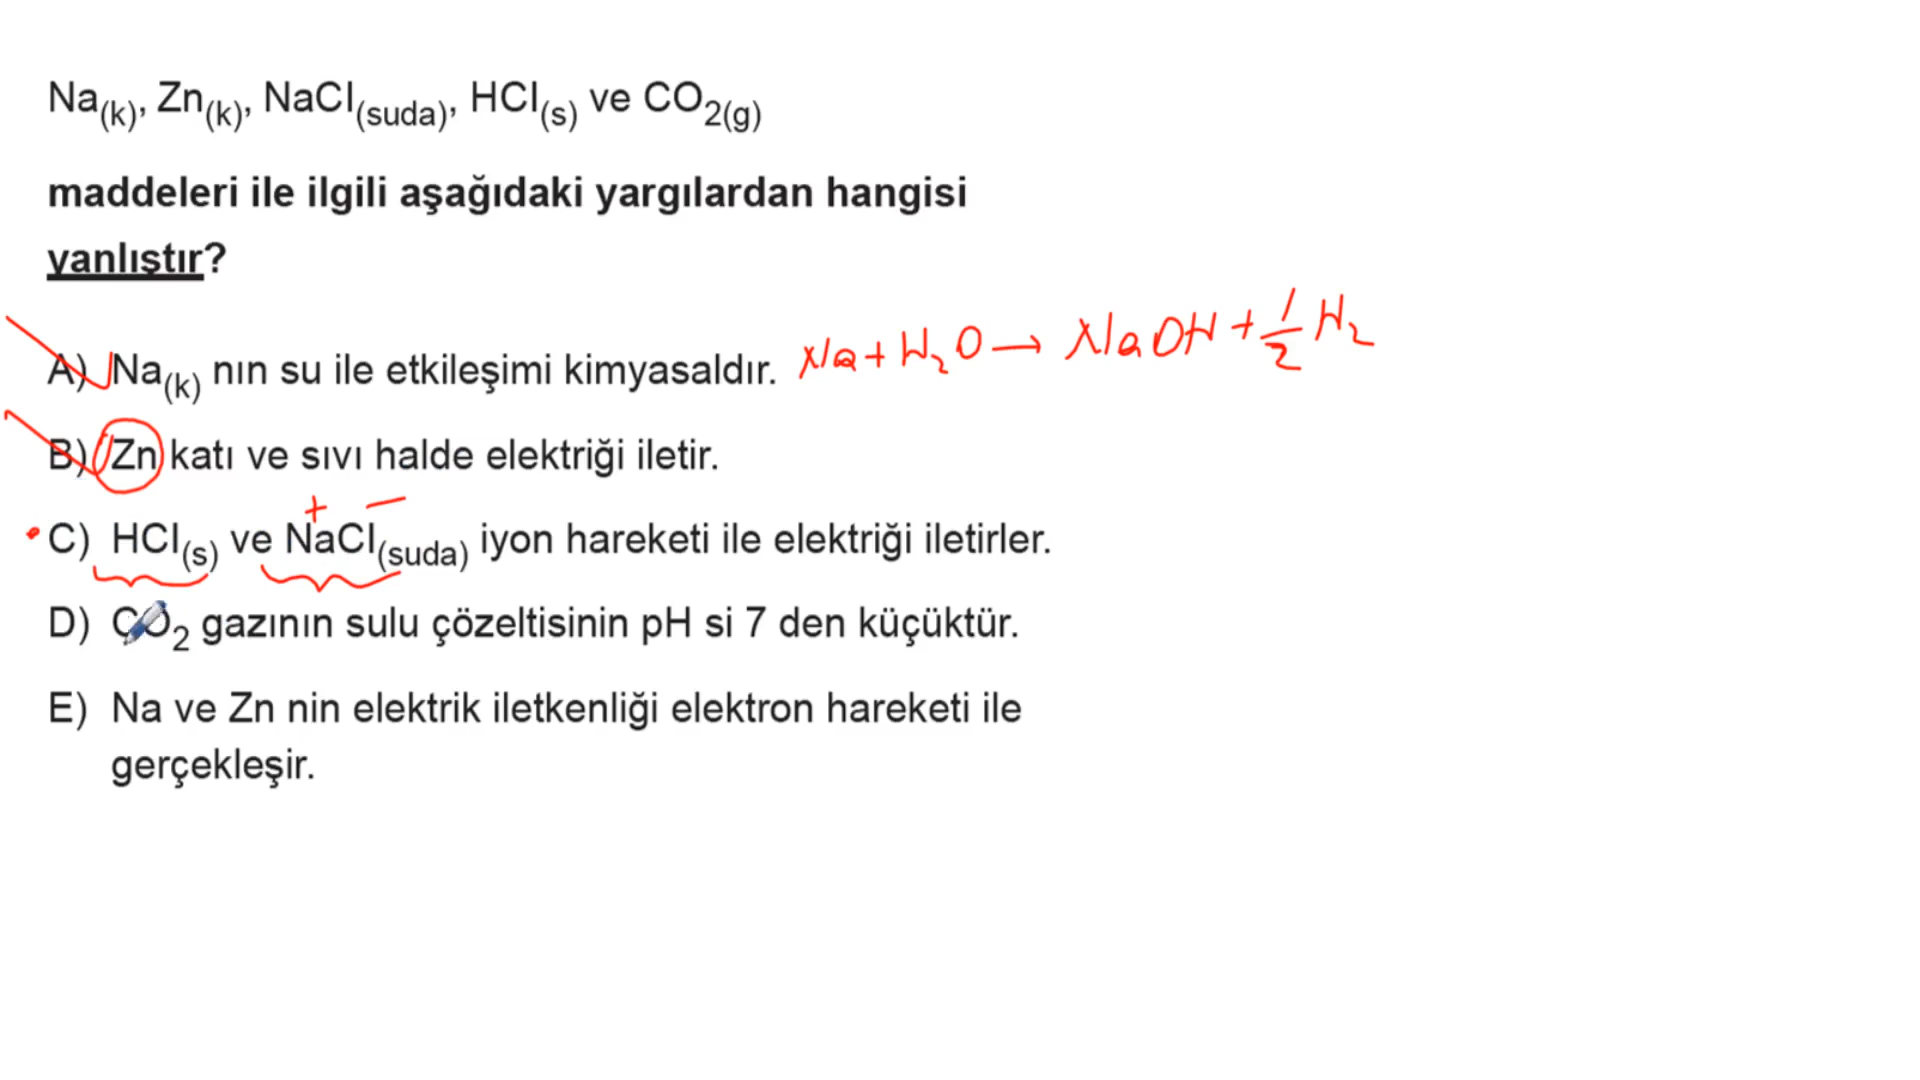 Na(k), Zn(k), NaCl(suda), HCl(s) ve CO2(g)
maddeleri ile ilgili aşağıdaki yargılardan hangisi
yanlıştır?
A) Na(k) nın su ile etkileşimi kimyasaldır. Na + H2O → NaOH + 1/2 H2
B) Zn katı ve sıvı halde elektriği iletir.
+ −
C) HCl(s) ve NaCl(suda) iyon hareketi ile elektriği iletirler.
D) CO2 gazının sulu çözeltisinin pH si 7 den küçüktür.
E) Na ve Zn nin elektrik iletkenliği elektron hareketi ile
gerçekleşir.